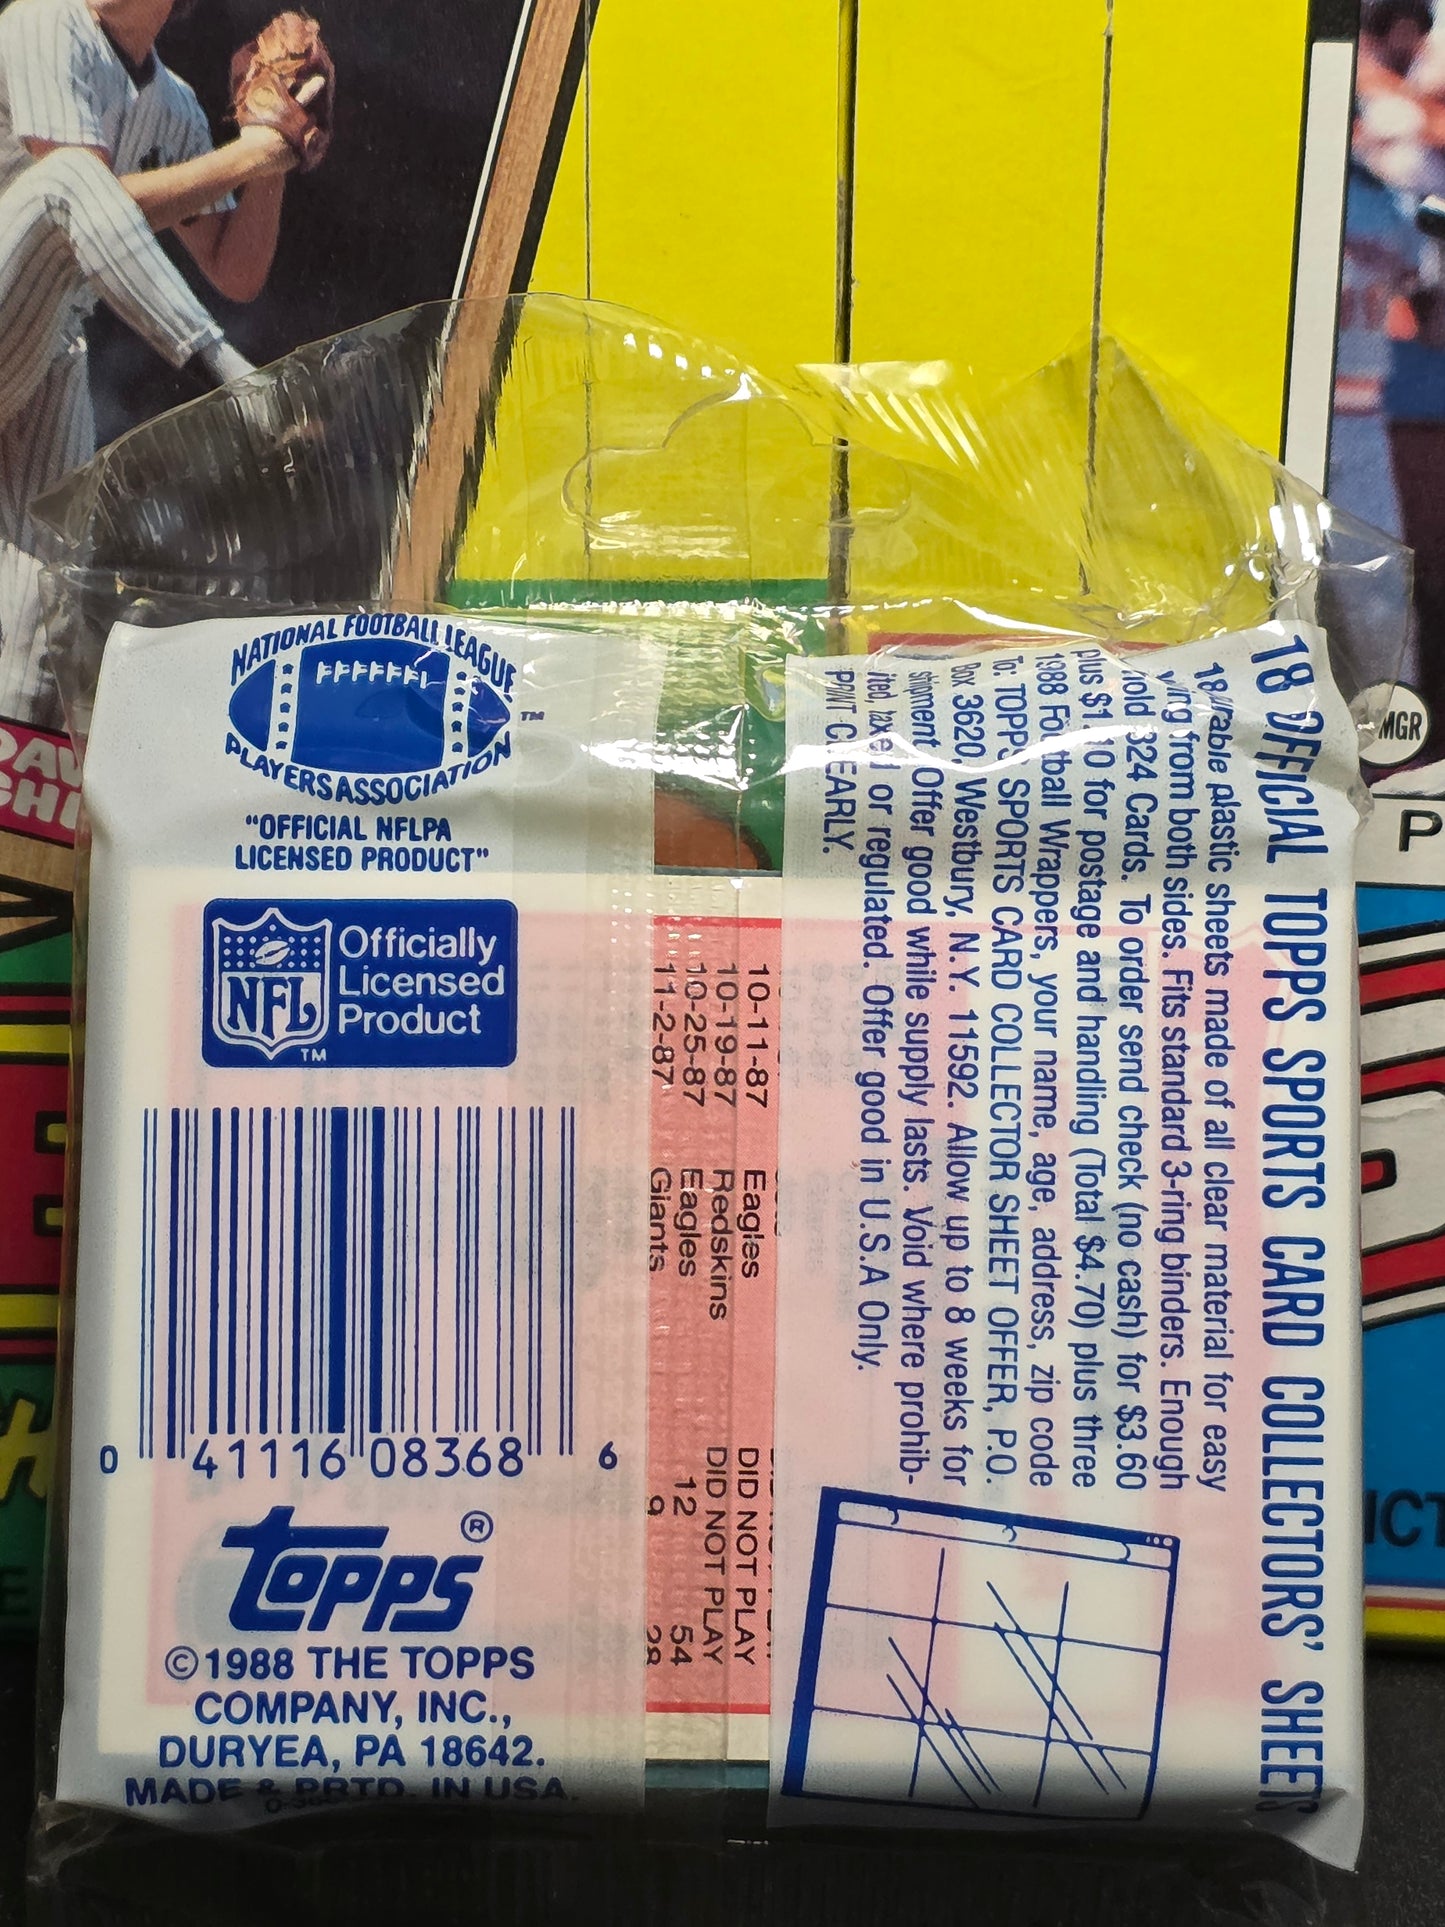 NATIONAL FOOTBALL LEAGUE
TM
PLAYERS ASSOCIATION
"OFFICIAL NFLPA
LICENSED PRODUCT"
NFL
TM
Officially
Licensed
Product
0 41116 08368 6
Topps ®
©1988 THE TOPPS
COMPANY, INC.,
DURYEA, PA 18642.
MADE & PRTD. IN USA.
10-11-87 Eagles DID NOT PLAY
10-19-87 Redskins DID NOT PLAY
10-25-87 Eagles 12 54
11-2-87 Giants 9 28
18 OFFICIAL TOPPS SPORTS CARD COLLECTORS' SHEETS
18 plastic sheets made of all clear material for easy
from both sides. Fits standard 3-ring binders. Enough
324 Cards. To order send check (no cash) for $3.60
plus $1.10 for postage and handling (Total $4.70) plus three
1988 Football Wrappers, your name, age, address, zip code
To: TOPPS SPORTS CARD COLLECTOR SHEET OFFER, P.O.
Box 3620, Westbury, N.Y. 11592. Allow up to 8 weeks for
shipment. Offer good while supply lasts. Void where prohib-
ited, taxed or regulated. Offer good in U.S.A Only.
PRINT CLEARLY.
MGR
P